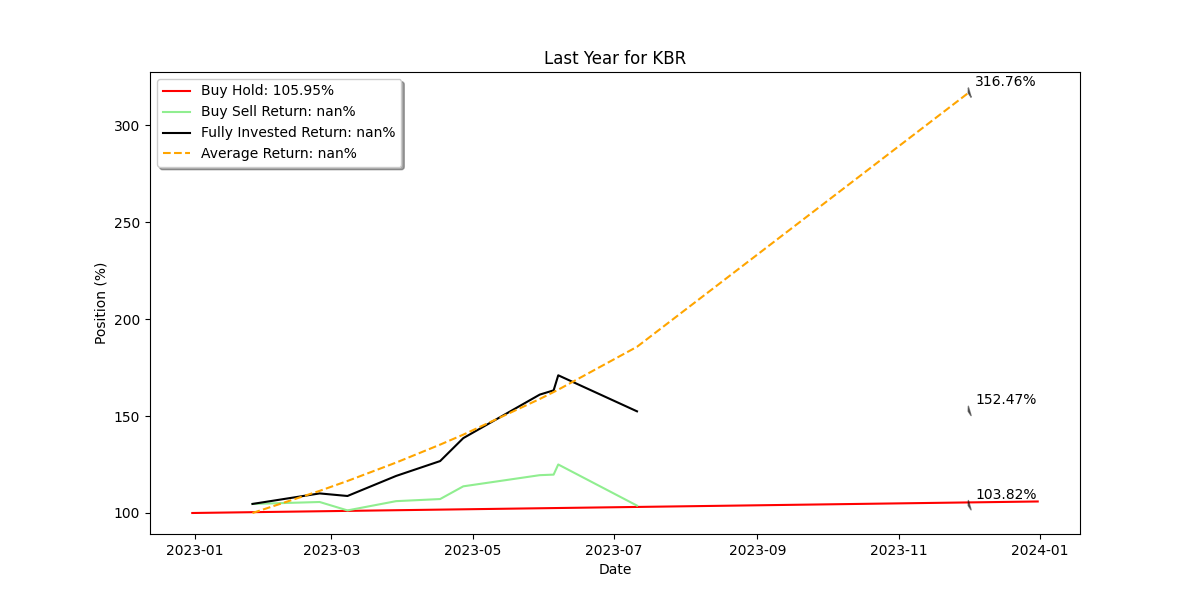 Last Year for KBR
Buy Hold: 105.95%
Buy Sell Return: nan%
Fully Invested Return: nan%
Average Return: nan%
316.76%
152.47%
103.82%
Position (%)
300
250
200
150
100
2023-01
2023-03
2023-05
2023-07
2023-09
2023-11
2024-01
Date